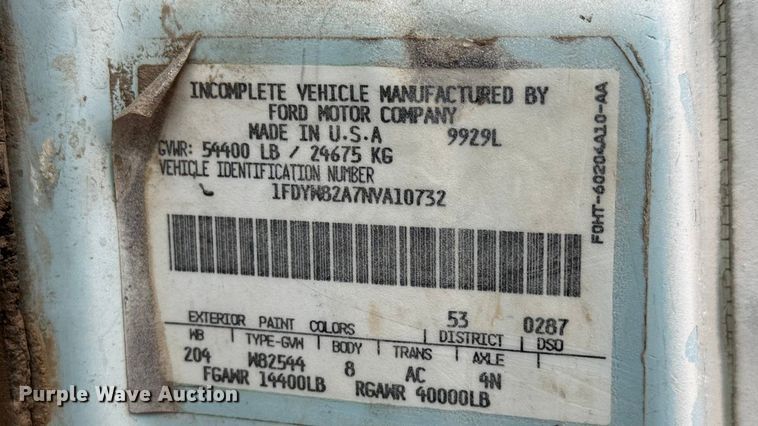 INCOMPLETE VEHICLE MANUFACTURED BY
FORD MOTOR COMPANY
MADE IN U.S.A 9929L
GVWR: 54400 LB / 24675 KG
VEHICLE IDENTIFICATION NUMBER
1FDYW82A7NVA10732
F0HT-60204A10-AA
53 0287
EXTERIOR PAINT COLORS DISTRICT DSO
WB TYPE-GVW BODY TRANS AXLE
204 W82544 8 AC 4N
FGAWR 14400LB RGAWR 40000LB
Purple Wave Auction